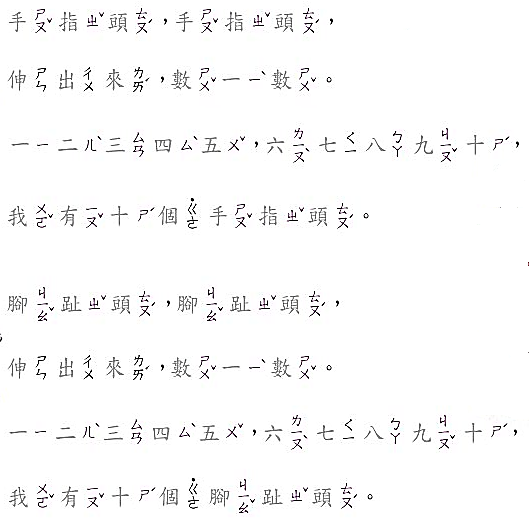 手ㄕㄡˇ指ㄓˇ頭ㄊㄡˊ，手ㄕㄡˇ指ㄓˇ頭ㄊㄡˊ，
伸ㄕㄣ出ㄔㄨ來ㄌㄞˊ，數ㄕㄨˇ一ㄧˋ數ㄕㄨˇ。
一ㄧ二ㄦˋ三ㄙㄢ四ㄙˋ五ㄨˇ，六ㄌㄧㄡˋ七ㄑㄧ八ㄅㄚ九ㄐㄧㄡˇ十ㄕˊ，
我ㄨㄛˇ有ㄧㄡˇ十ㄕˊ個˙ㄍㄜ手ㄕㄡˇ指ㄓˇ頭ㄊㄡˊ。
腳ㄐㄧㄠˇ趾ㄓˇ頭ㄊㄡˊ，腳ㄐㄧㄠˇ趾ㄓˇ頭ㄊㄡˊ，
伸ㄕㄣ出ㄔㄨ來ㄌㄞˊ，數ㄕㄨˇ一ㄧˋ數ㄕㄨˇ。
一ㄧ二ㄦˋ三ㄙㄢ四ㄙˋ五ㄨˇ，六ㄌㄧㄡˋ七ㄑㄧ八ㄅㄚ九ㄐㄧㄡˇ十ㄕˊ，
我ㄨㄛˇ有ㄧㄡˇ十ㄕˊ個˙ㄍㄜ腳ㄐㄧㄠˇ趾ㄓˇ頭ㄊㄡˊ。